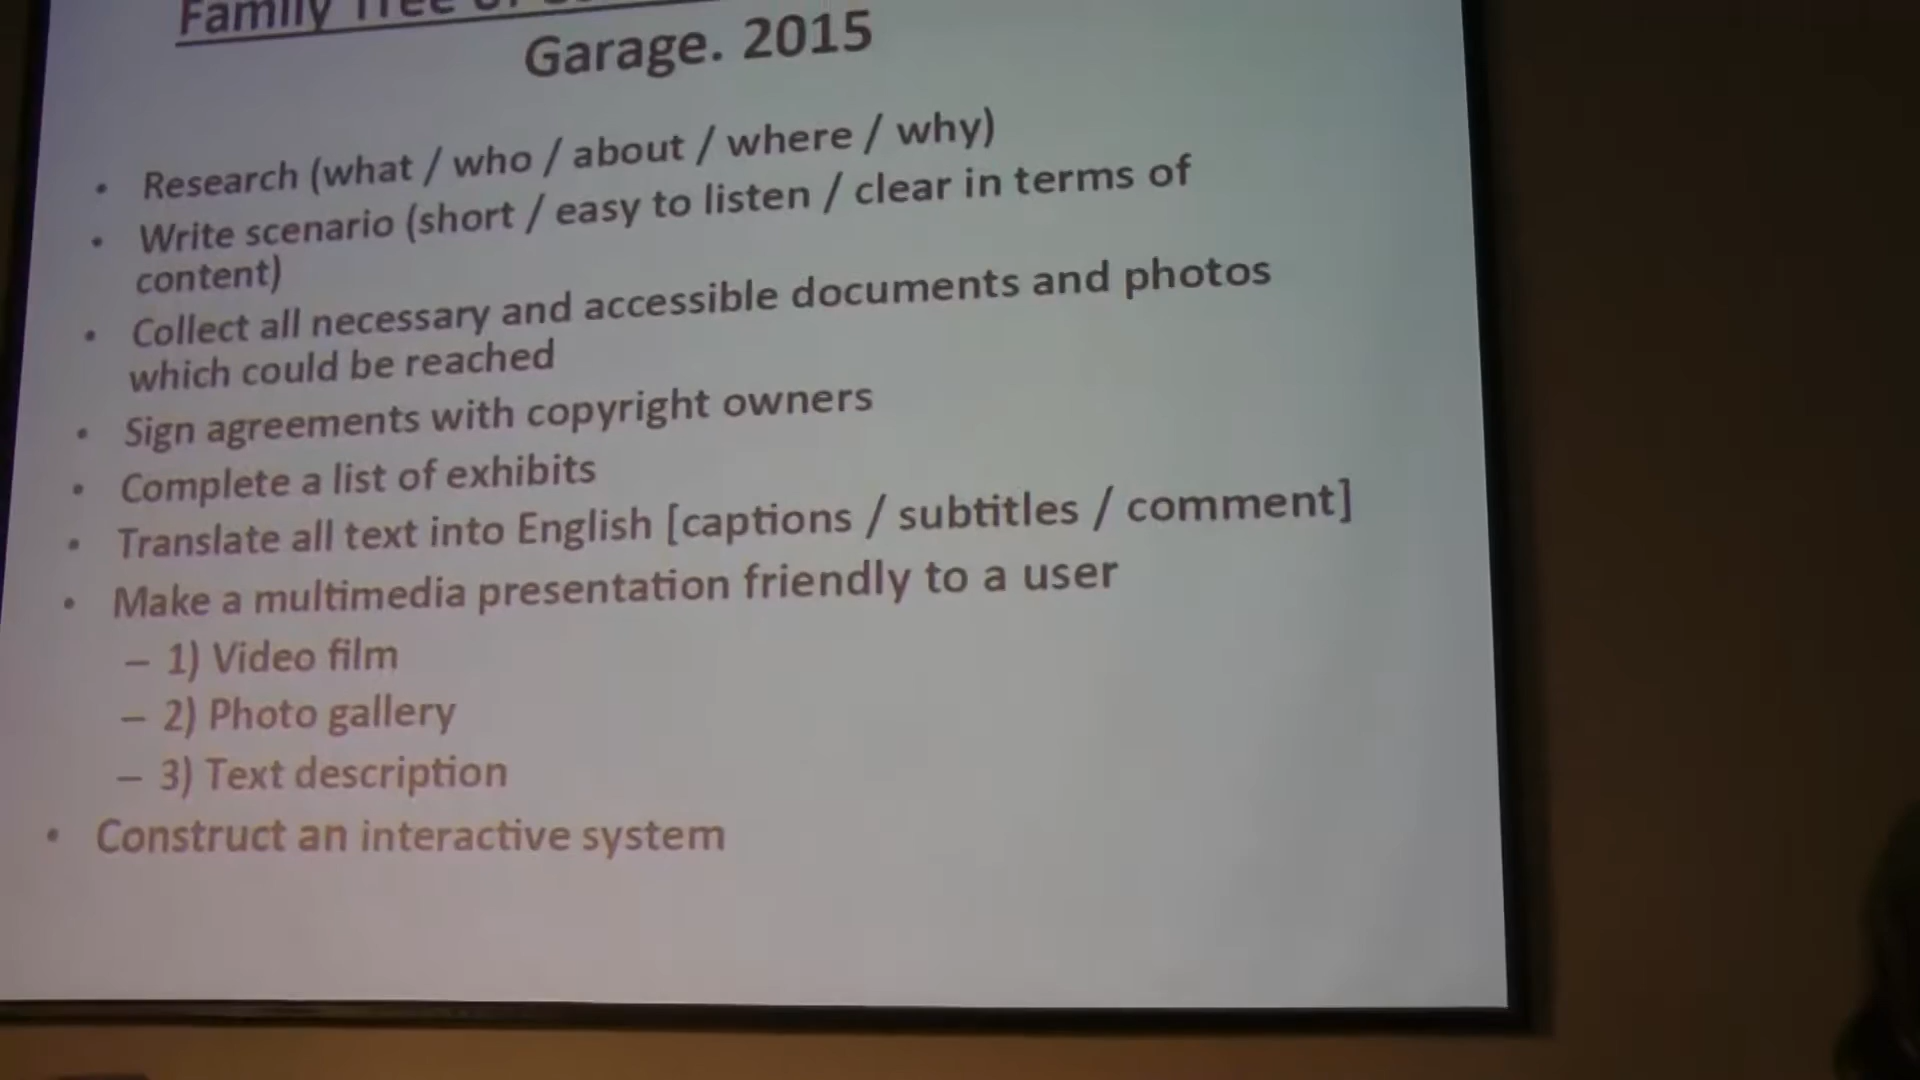 Family Tree of
Garage. 2015
• Research (what / who / about / where / why)
• Write scenario (short / easy to listen / clear in terms of
content)
• Collect all necessary and accessible documents and photos
which could be reached
• Sign agreements with copyright owners
• Complete a list of exhibits
• Translate all text into English [captions / subtitles / comment]
• Make a multimedia presentation friendly to a user
– 1) Video film
– 2) Photo gallery
– 3) Text description
• Construct an interactive system